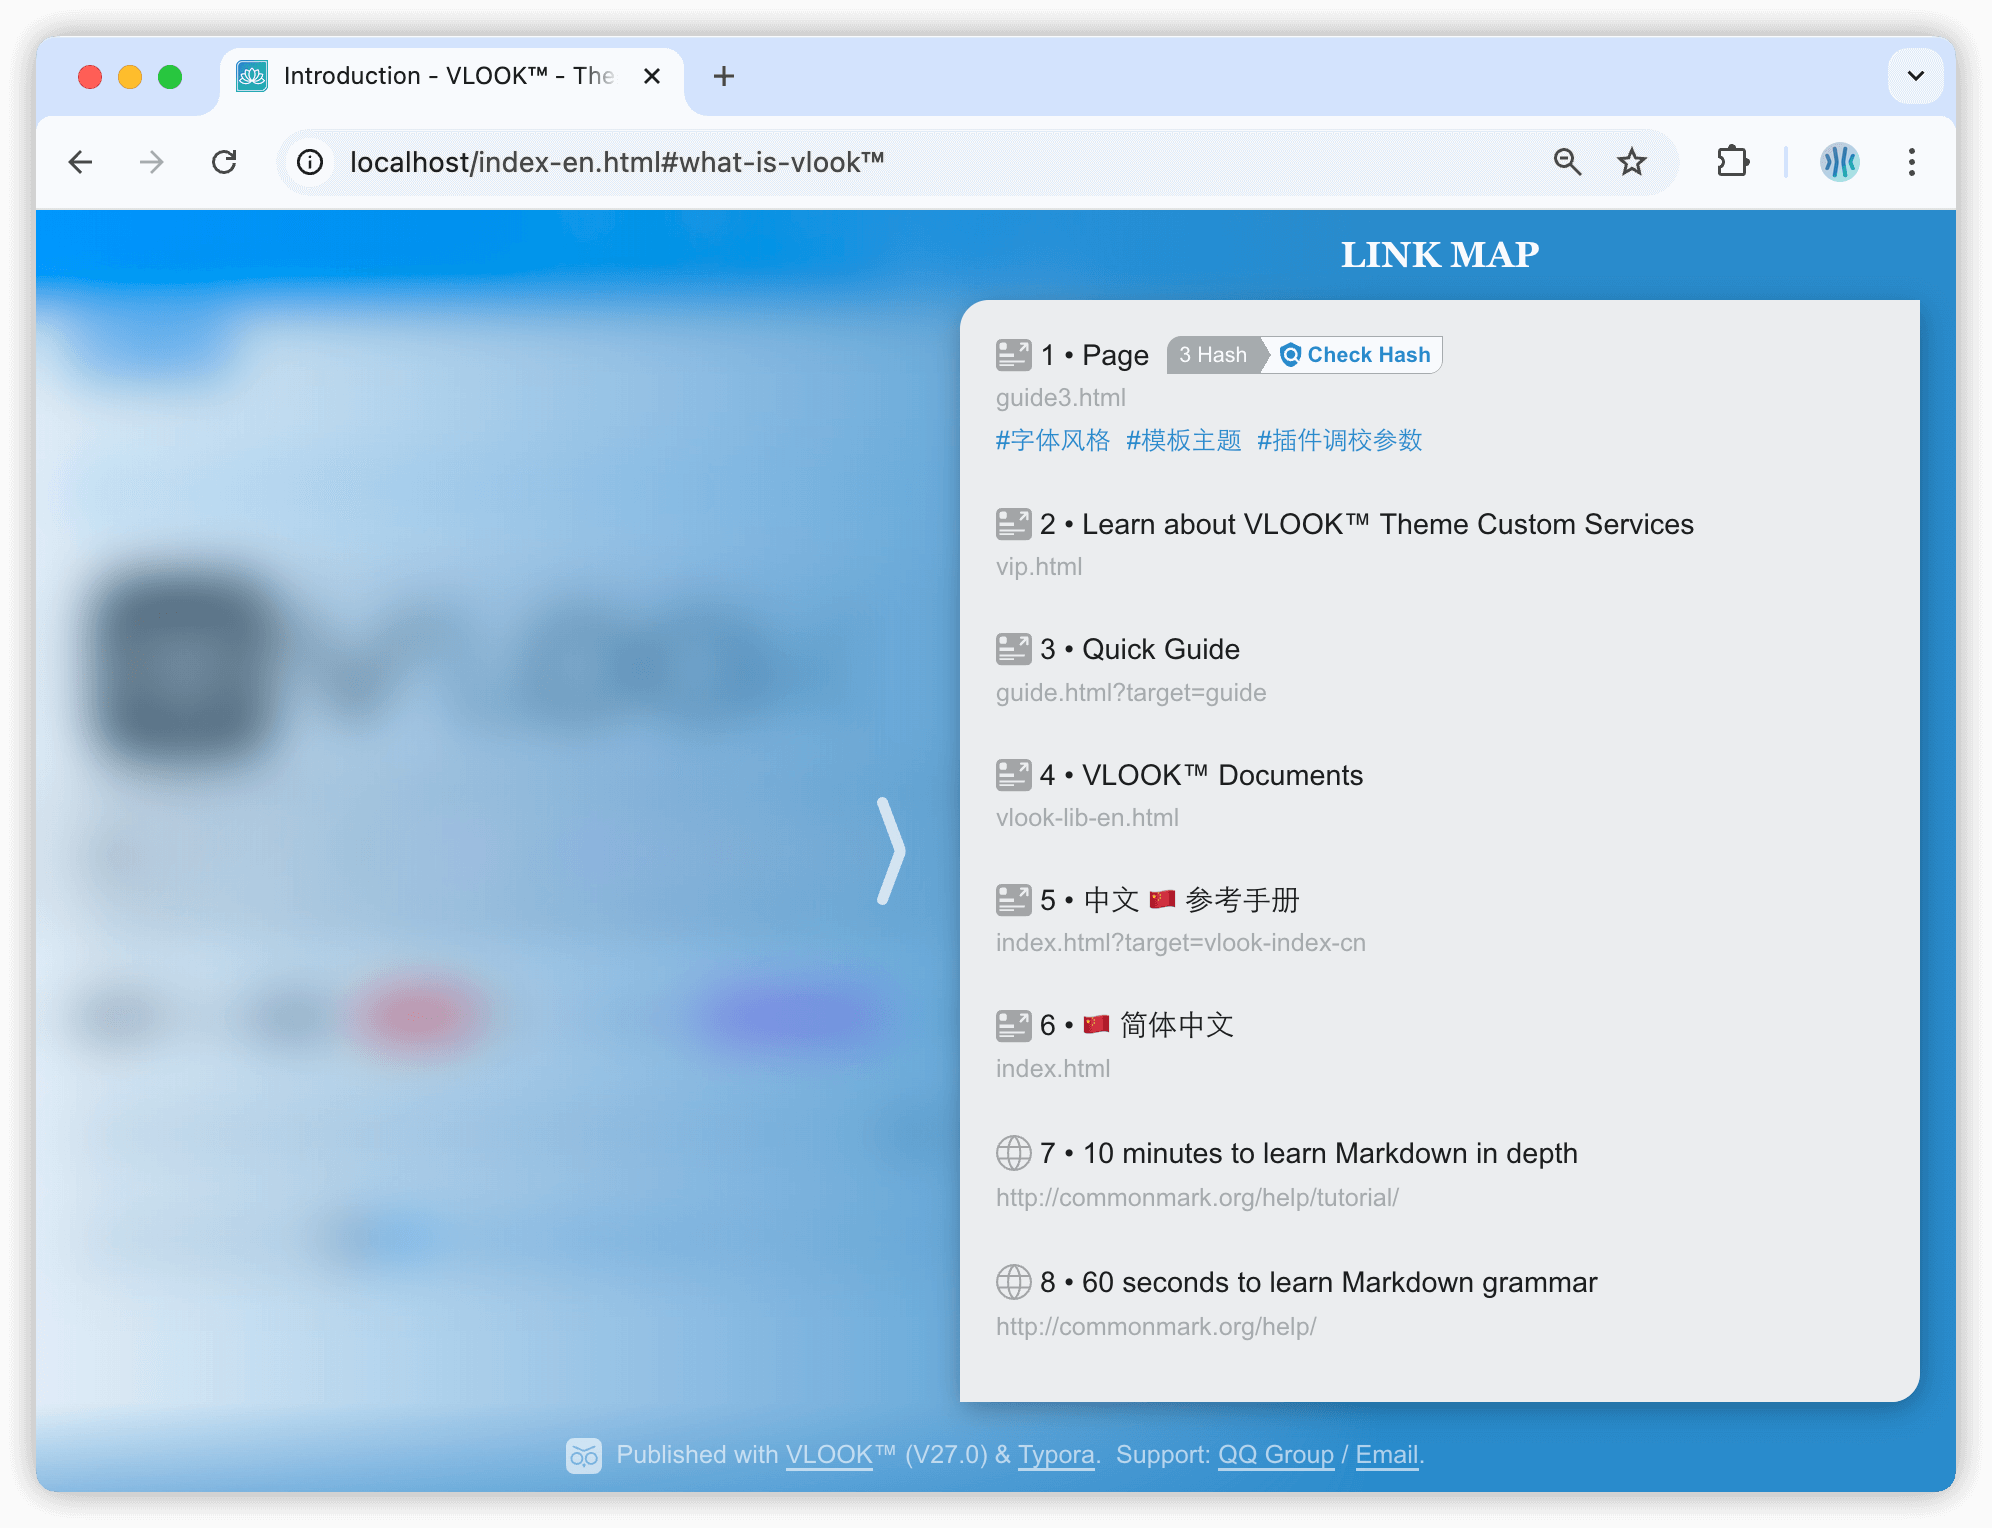 Introduction - VLOOK™ - The
localhost/index-en.html#what-is-vlook™
LINK MAP
1 • Page 3 Hash Check Hash
guide3.html
#字体风格 #模板主题 #插件调校参数
2 • Learn about VLOOK™ Theme Custom Services
vip.html
3 • Quick Guide
guide.html?target=guide
4 • VLOOK™ Documents
vlook-lib-en.html
5 • 中文 🇨🇳 参考手册
index.html?target=vlook-index-cn
6 • 🇨🇳 简体中文
index.html
7 • 10 minutes to learn Markdown in depth
http://commonmark.org/help/tutorial/
8 • 60 seconds to learn Markdown grammar
http://commonmark.org/help/
Published with VLOOK™ (V27.0) & Typora. Support: QQ Group / Email.